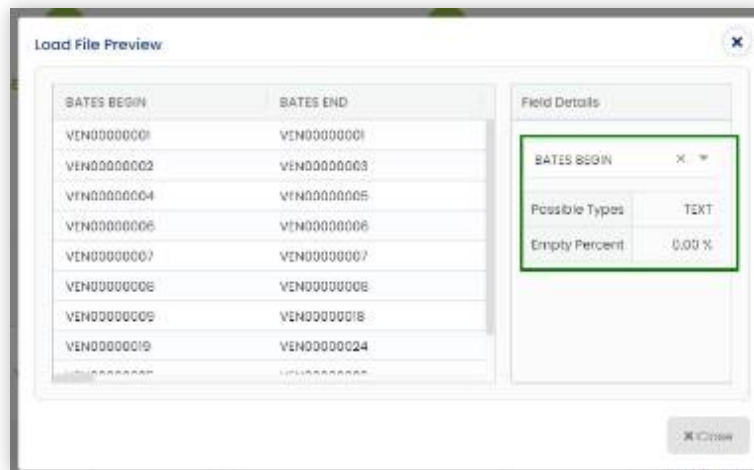 Load File Preview
BATES BEGIN BATES END
VEN00000001 VEN00000001
VEN00000002 VEN00000003
VEN00000004 VEN00000005
VEN00000006 VEN00000006
VEN00000007 VEN00000007
VEN00000008 VEN00000008
VEN00000009 VEN00000018
VEN00000019 VEN00000024
Field Details
BATES BEGIN
Possible Types TEXT
Empty Percent 0.00 %
Close